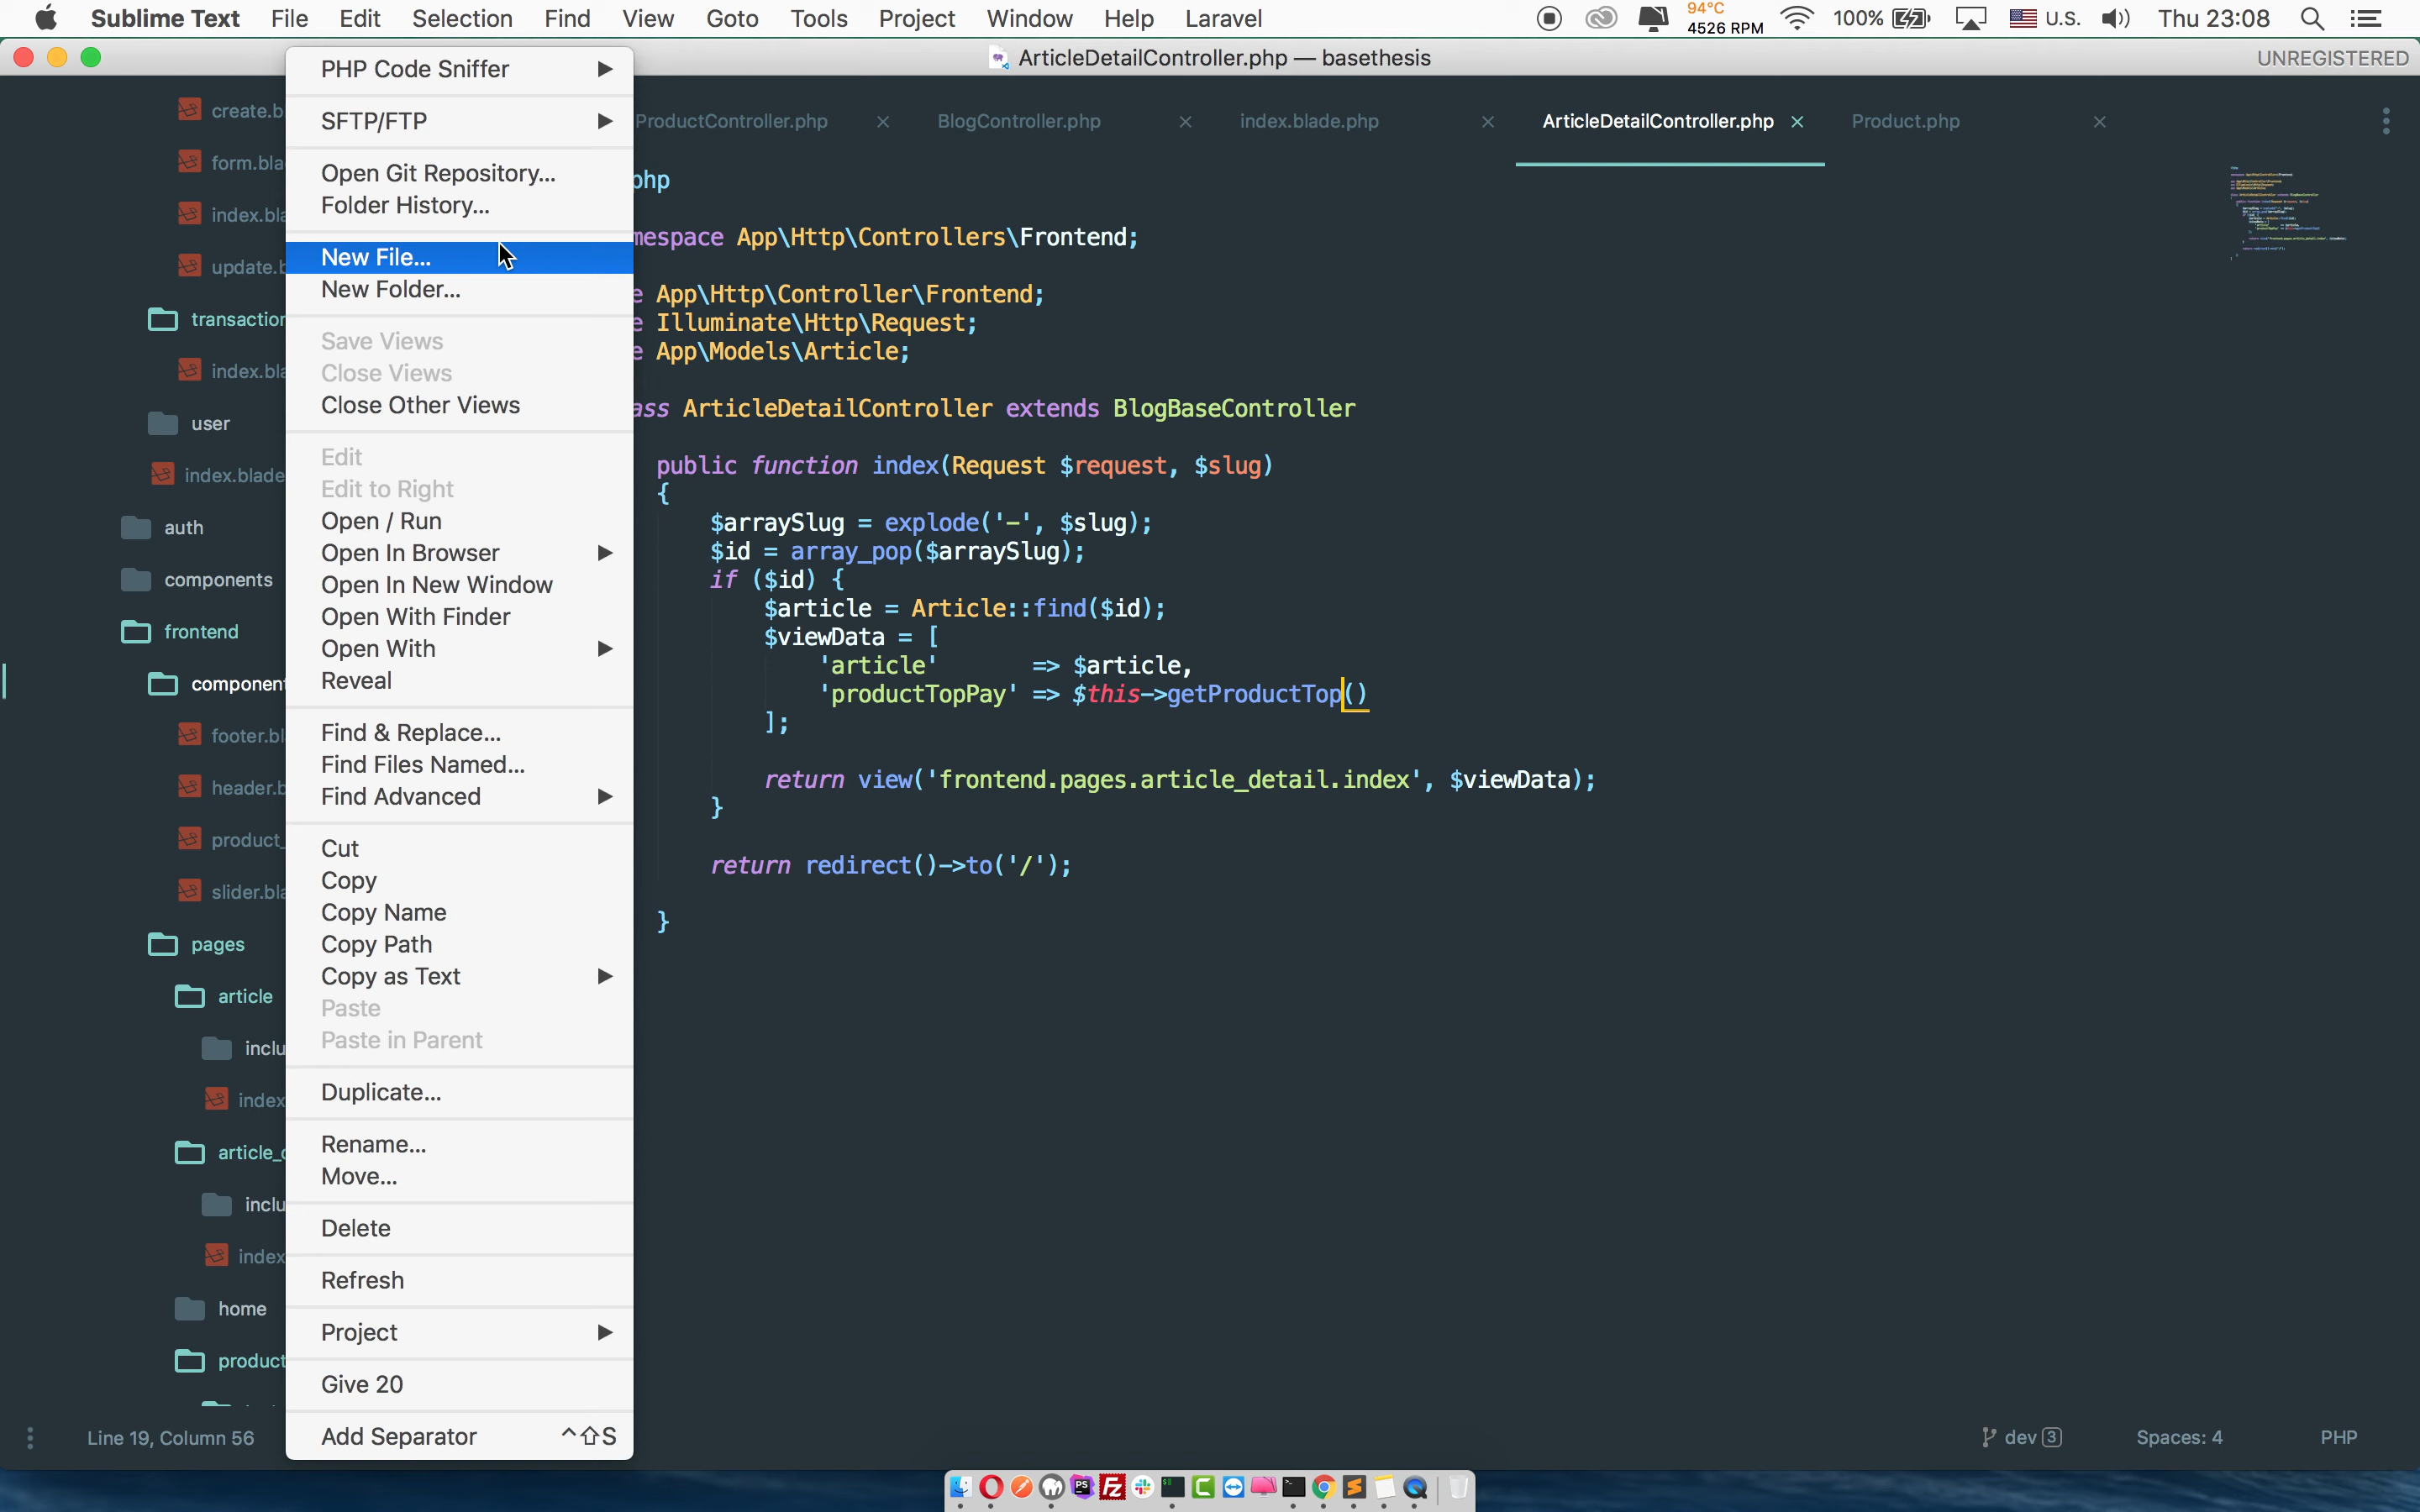 Sublime Text File Edit Selection Find View Goto Tools Project Window Help Laravel 94°C 4526 RPM 100% U.S. Thu 23:08
ArticleDetailController.php — basethesis UNREGISTERED
ProductController.php BlogController.php index.blade.php ArticleDetailController.php Product.php
create.b
form.bla
index.bla
update.b
transaction
index.bla
user
index.blade
auth
components
frontend
component
footer.bl
header.b
product_
slider.bla
pages
article
inclu
index
article_d
inclu
index
home
product
PHP Code Sniffer
SFTP/FTP
Open Git Repository...
Folder History...
New File...
New Folder...
Save Views
Close Views
Close Other Views
Edit
Edit to Right
Open / Run
Open In Browser
Open In New Window
Open With Finder
Open With
Reveal
Find & Replace...
Find Files Named...
Find Advanced
Cut
Copy
Copy Name
Copy Path
Copy as Text
Paste
Paste in Parent
Duplicate...
Rename...
Move...
Delete
Refresh
Project
Give 20
Add Separator ^⇧S
php
mespace App\Http\Controllers\Frontend;
e App\Http\Controller\Frontend;
e Illuminate\Http\Request;
e App\Models\Article;
ass ArticleDetailController extends BlogBaseController
public function index(Request $request, $slug)
{
$arraySlug = explode('-', $slug);
$id = array_pop($arraySlug);
if ($id) {
$article = Article::find($id);
$viewData = [
'article' => $article,
'productTopPay' => $this->getProductTop()
];
return view('frontend.pages.article_detail.index', $viewData);
}
return redirect()->to('/');
}
Line 19, Column 56 dev 3 Spaces: 4 PHP